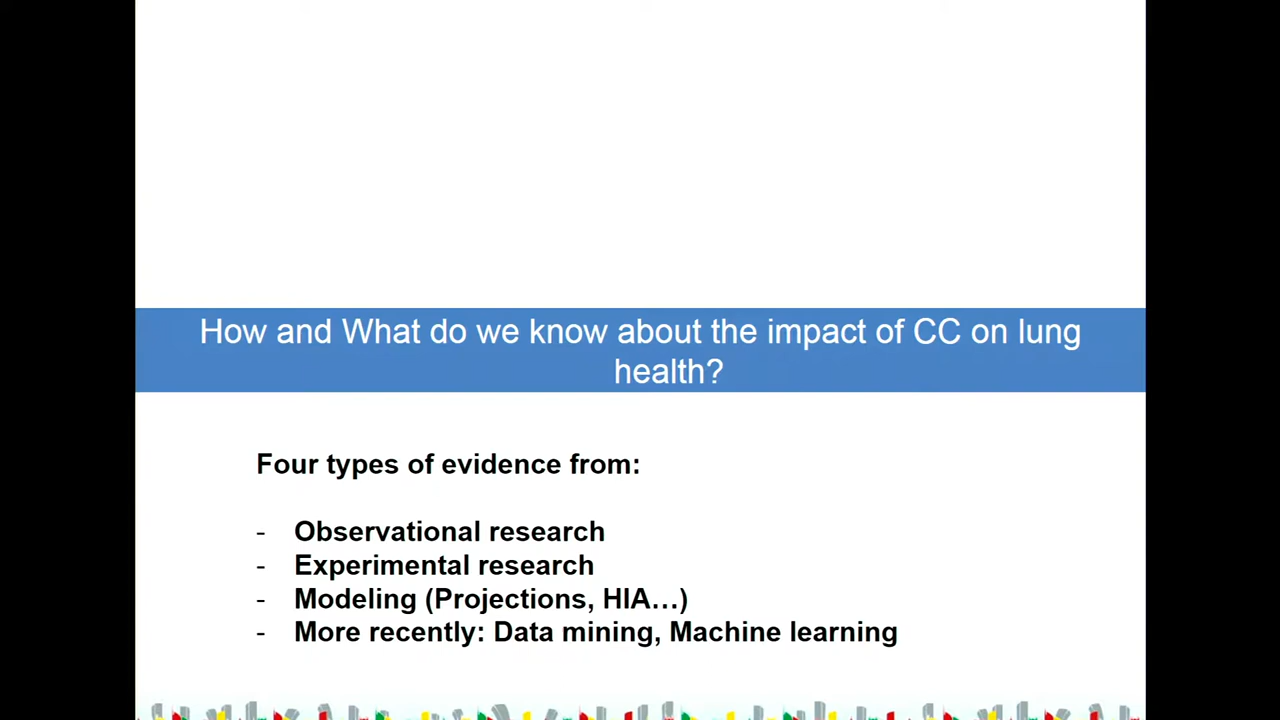 How and What do we know about the impact of CC on lung
health?
Four types of evidence from:
- Observational research
- Experimental research
- Modeling (Projections, HIA…)
- More recently: Data mining, Machine learning